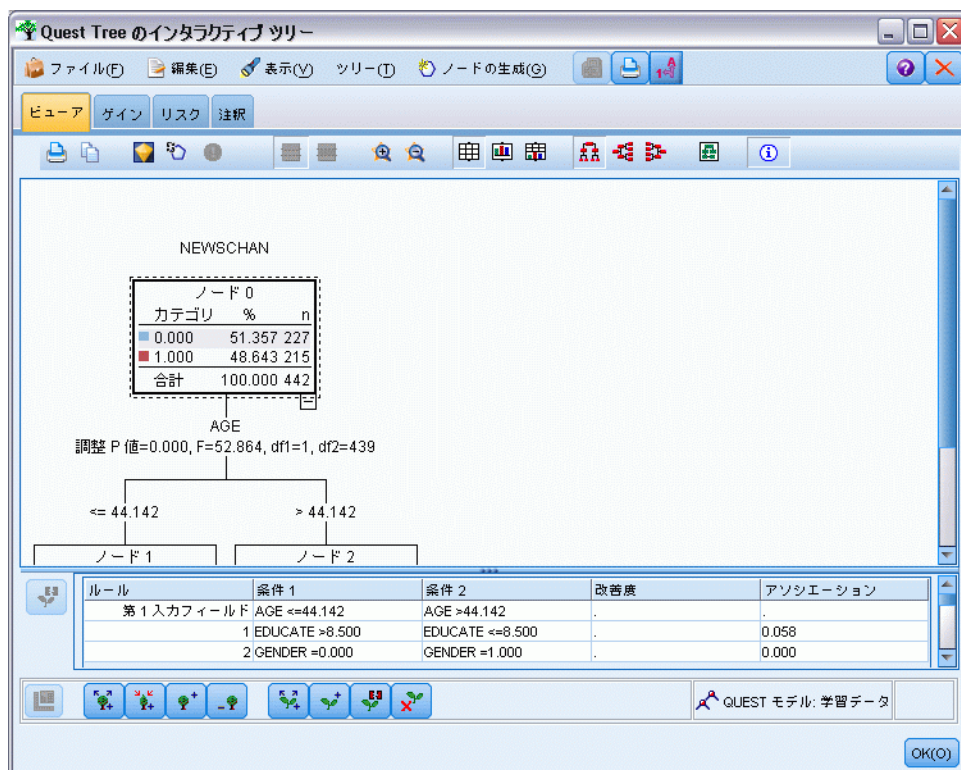 Quest Tree のインタラクティブ ツリー
ファイル(F) 編集(E) 表示(V) ツリー(T) ノードの生成(G)
ビューア ゲイン リスク 注釈
NEWSCHAN
ノード 0
カテゴリ % n
0.000 51.357 227
1.000 48.643 215
合計 100.000 442
AGE
調整 P 値=0.000, F=52.864, df1=1, df2=439
<= 44.142 > 44.142
ノード 1 ノード 2
ルール 条件 1 条件 2 改善度 アソシエーション
第 1 入力フィールド AGE <=44.142 AGE >44.142 .
1 EDUCATE >8.500 EDUCATE <=8.500 . 0.058
2 GENDER =0.000 GENDER =1.000 . 0.000
QUEST モデル: 学習データ
OK(O)